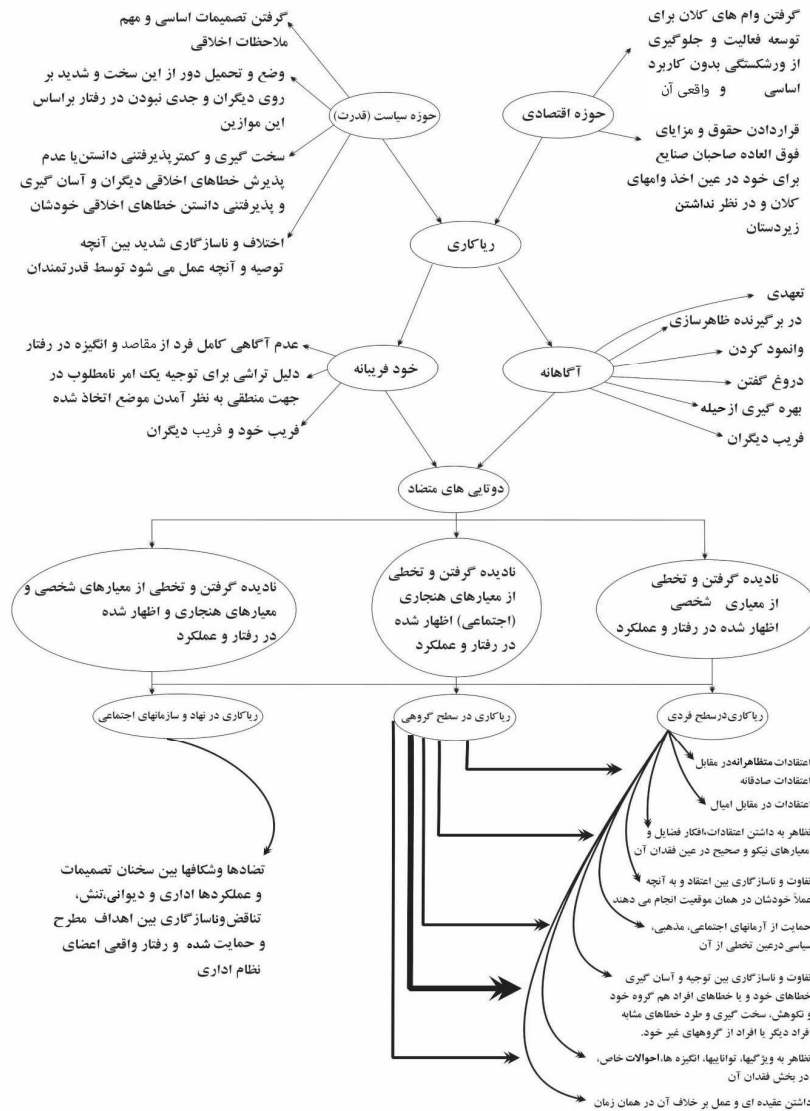 گرفتن تصمیمات اساسی و مهم
ملاحظات اخلاقی
وضع و تحمیل دور از این سخت و شدید بر
روی دیگران و جدی نبودن در رفتار براساس
این موازین
سخت گیری و کمتر پذیرفتنی دانستن یا عدم
پذیرش خطاهای اخلاقی دیگران و آسان گیری
و پذیرفتنی دانستن خطاهای اخلاقی خودشان
اختلاف و ناسازگاری شدید بین آنچه
توصیه و آنچه عمل می شود توسط قدرتمندان
حوزه سیاست (قدرت)
گرفتن وام های کلان برای
توسعه فعالیت و جلوگیری
از ورشکستگی بدون کاربرد
اساسی و واقعی آن
حوزه اقتصادی
قراردادن حقوق و مزایای
فوق العاده صاحبان صنایع
برای خود در عین اخذ وامهای
کلان و در نظر نداشتن
زیردستان
ریاکاری
تعهدی
در برگیرنده ظاهرسازی
وانمود کردن
دروغ گفتن
بهره گیری از حیله
فریب دیگران
آگاهانه
خود فریبانه
عدم آگاهی کامل فرد از مقاصد و انگیزه در رفتار
دلیل تراشی برای توجیه یک امر نامطلوب در
جهت منطقی به نظر آمدن موضع اتخاذ شده
فریب خود و فریب دیگران
دوتایی های متضاد
نادیده گرفتن و تخطی
از معیاری شخصی
اظهار شده در رفتار و عملکرد
نادیده گرفتن و تخطی
از معیارهای هنجاری
(اجتماعی) اظهار شده
در رفتار و عملکرد
نادیده گرفتن و تخطی از معیارهای شخصی و
معیارهای هنجاری و اظهار شده
در رفتار و عملکرد
ریاکاری درسطح فردی
ریاکاری در سطح گروهی
ریاکاری در نهاد و سازمانهای اجتماعی
اعتقادات متظاهرانه در مقابل
اعتقادات صادقانه
اعتقادات در مقابل امیال
تظاهر به داشتن اعتقادات،افکار فضایل و
معیارهای نیکو و صحیح در عین فقدان آن
تفاوت و ناسازگاری بین اعتقاد و به آنچه
عملاً خودشان در همان موقعیت انجام می دهند
حمایت از آرمانهای اجتماعی، مذهبی،
سیاسی درعین تخطی از آن
تفاوت و ناسازگاری بین توجیه و آسان گیری
خطاهای خود و یا خطاهای افراد هم گروه خود
و نکوهش، سخت گیری و طرد خطاهای مشابه
افراد دیگر یا افراد از گروههای غیر خود.
تظاهر به ویژگیها، تواناییها، انگیزه ها،احوالات خاص،
در بخش فقدان آن
داشتن عقیده ای و عمل بر خلاف آن در همان زمان
تضادها وشکافها بین سخنان تصمیمات
و عملکردها اداری و دیوانی،تنش،
تناقض وناسازگاری بین اهداف مطرح
و حمایت شده و رفتار واقعی اعضای
نظام اداری